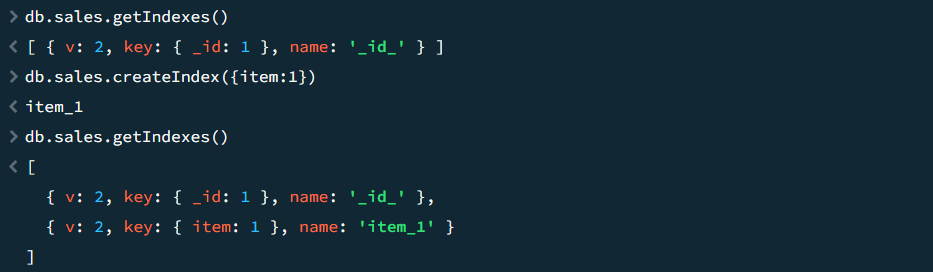 > db.sales.getIndexes()
< [ { v: 2, key: { _id: 1 }, name: '_id_' } ]
> db.sales.createIndex({item:1})
< item_1
> db.sales.getIndexes()
< [
    { v: 2, key: { _id: 1 }, name: '_id_' },
    { v: 2, key: { item: 1 }, name: 'item_1' }
  ]